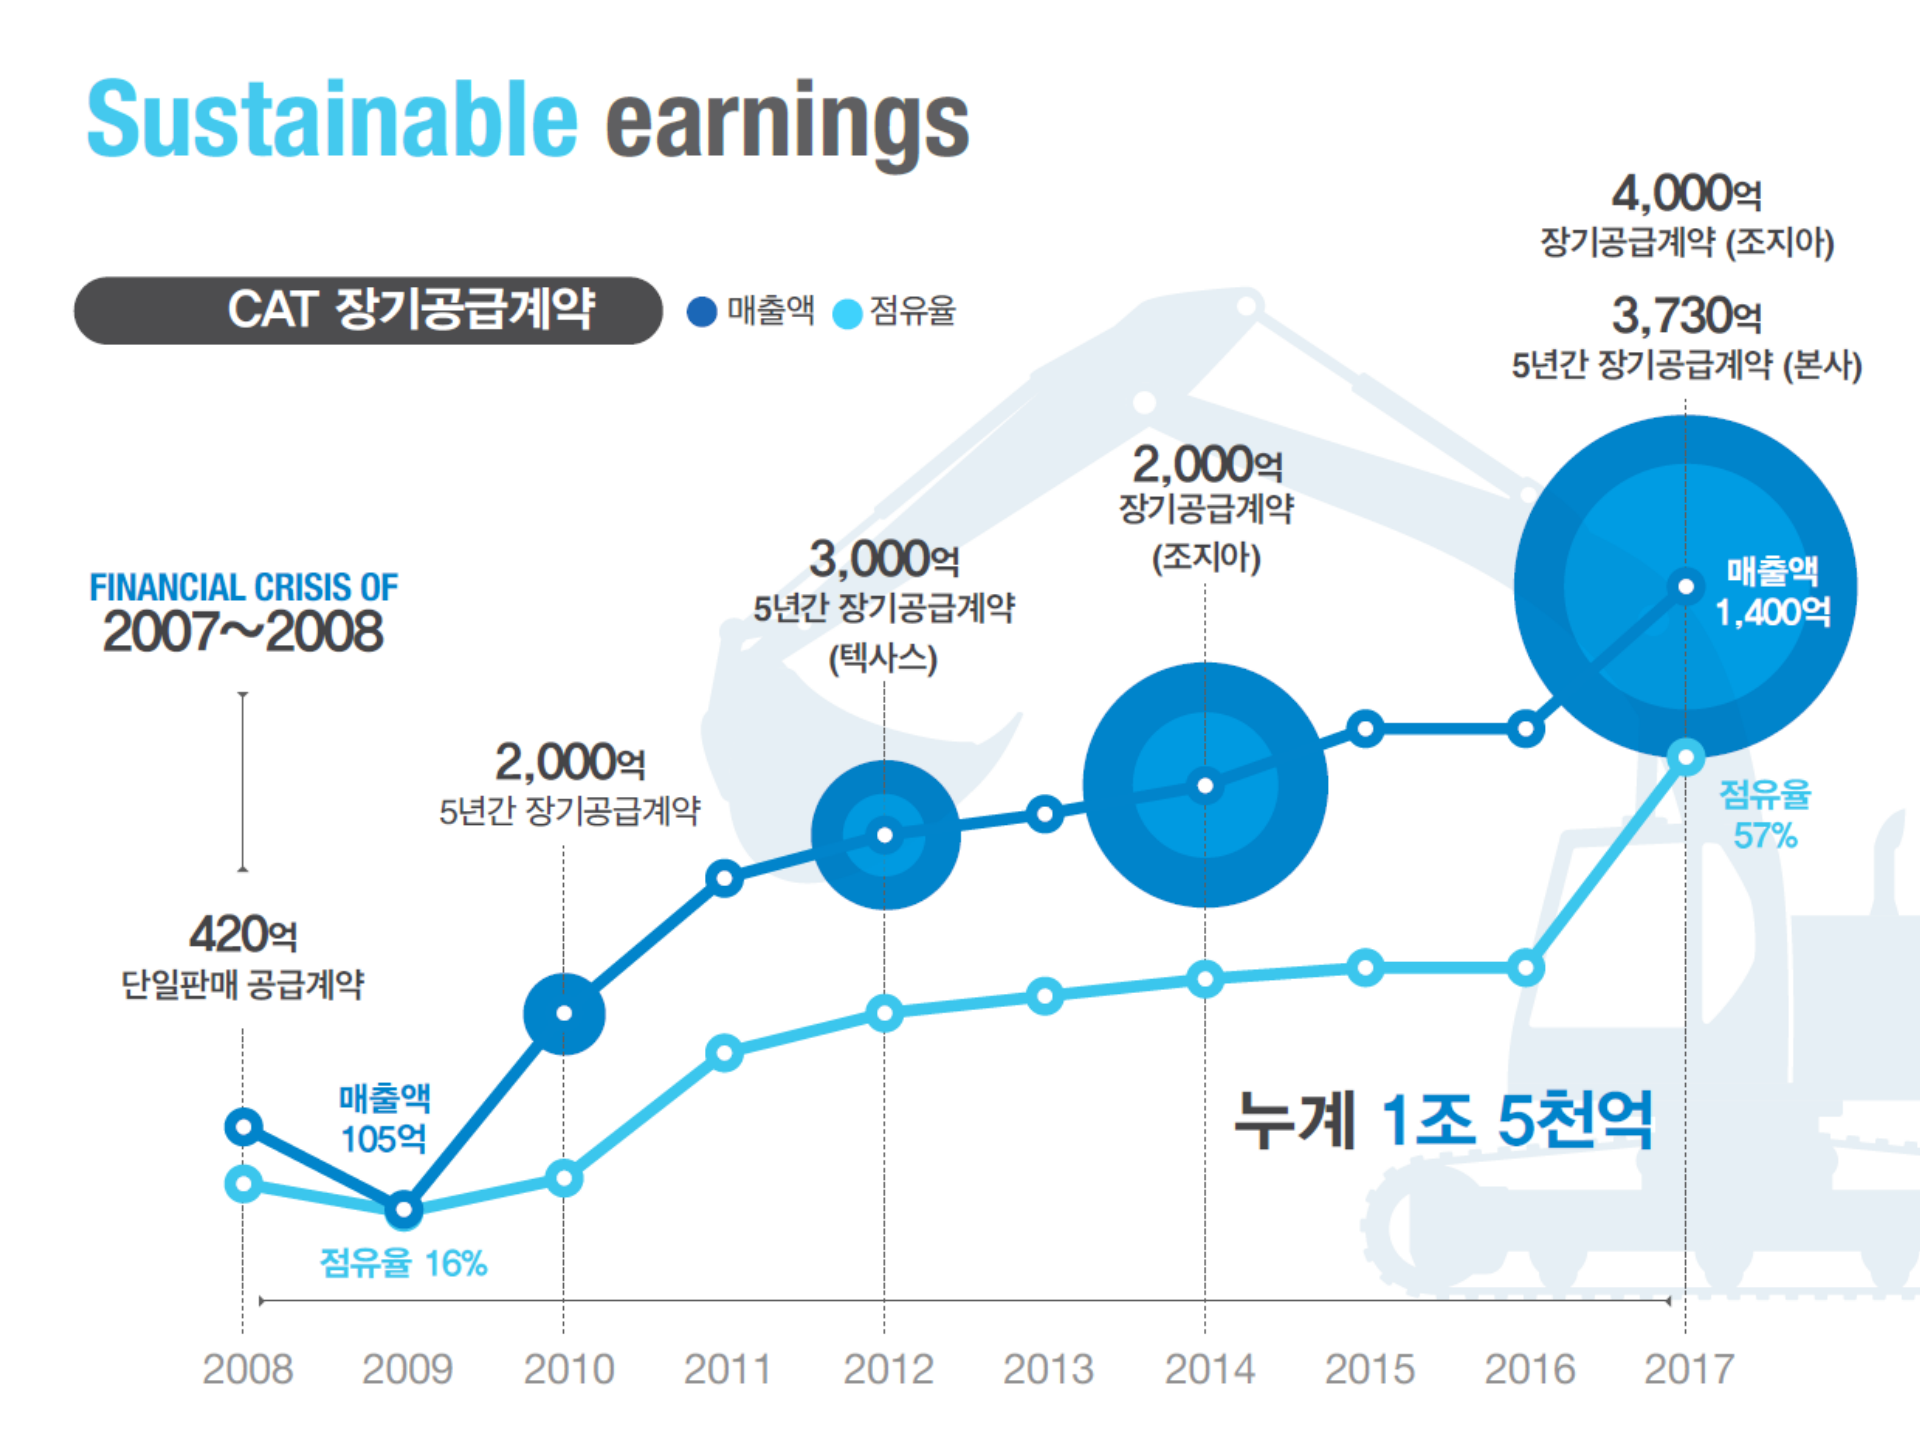 Sustainable earnings
CAT 장기공급계약
매출액
점유율
4,000억
장기공급계약 (조지아)
3,730억
5년간 장기공급계약 (본사)
2,000억
장기공급계약
(조지아)
3,000억
5년간 장기공급계약
(텍사스)
FINANCIAL CRISIS OF
2007~2008
2,000억
5년간 장기공급계약
420억
단일판매 공급계약
매출액
1,400억
점유율
57%
매출액
105억
점유율 16%
누계 1조 5천억
2008 2009 2010 2011 2012 2013 2014 2015 2016 2017